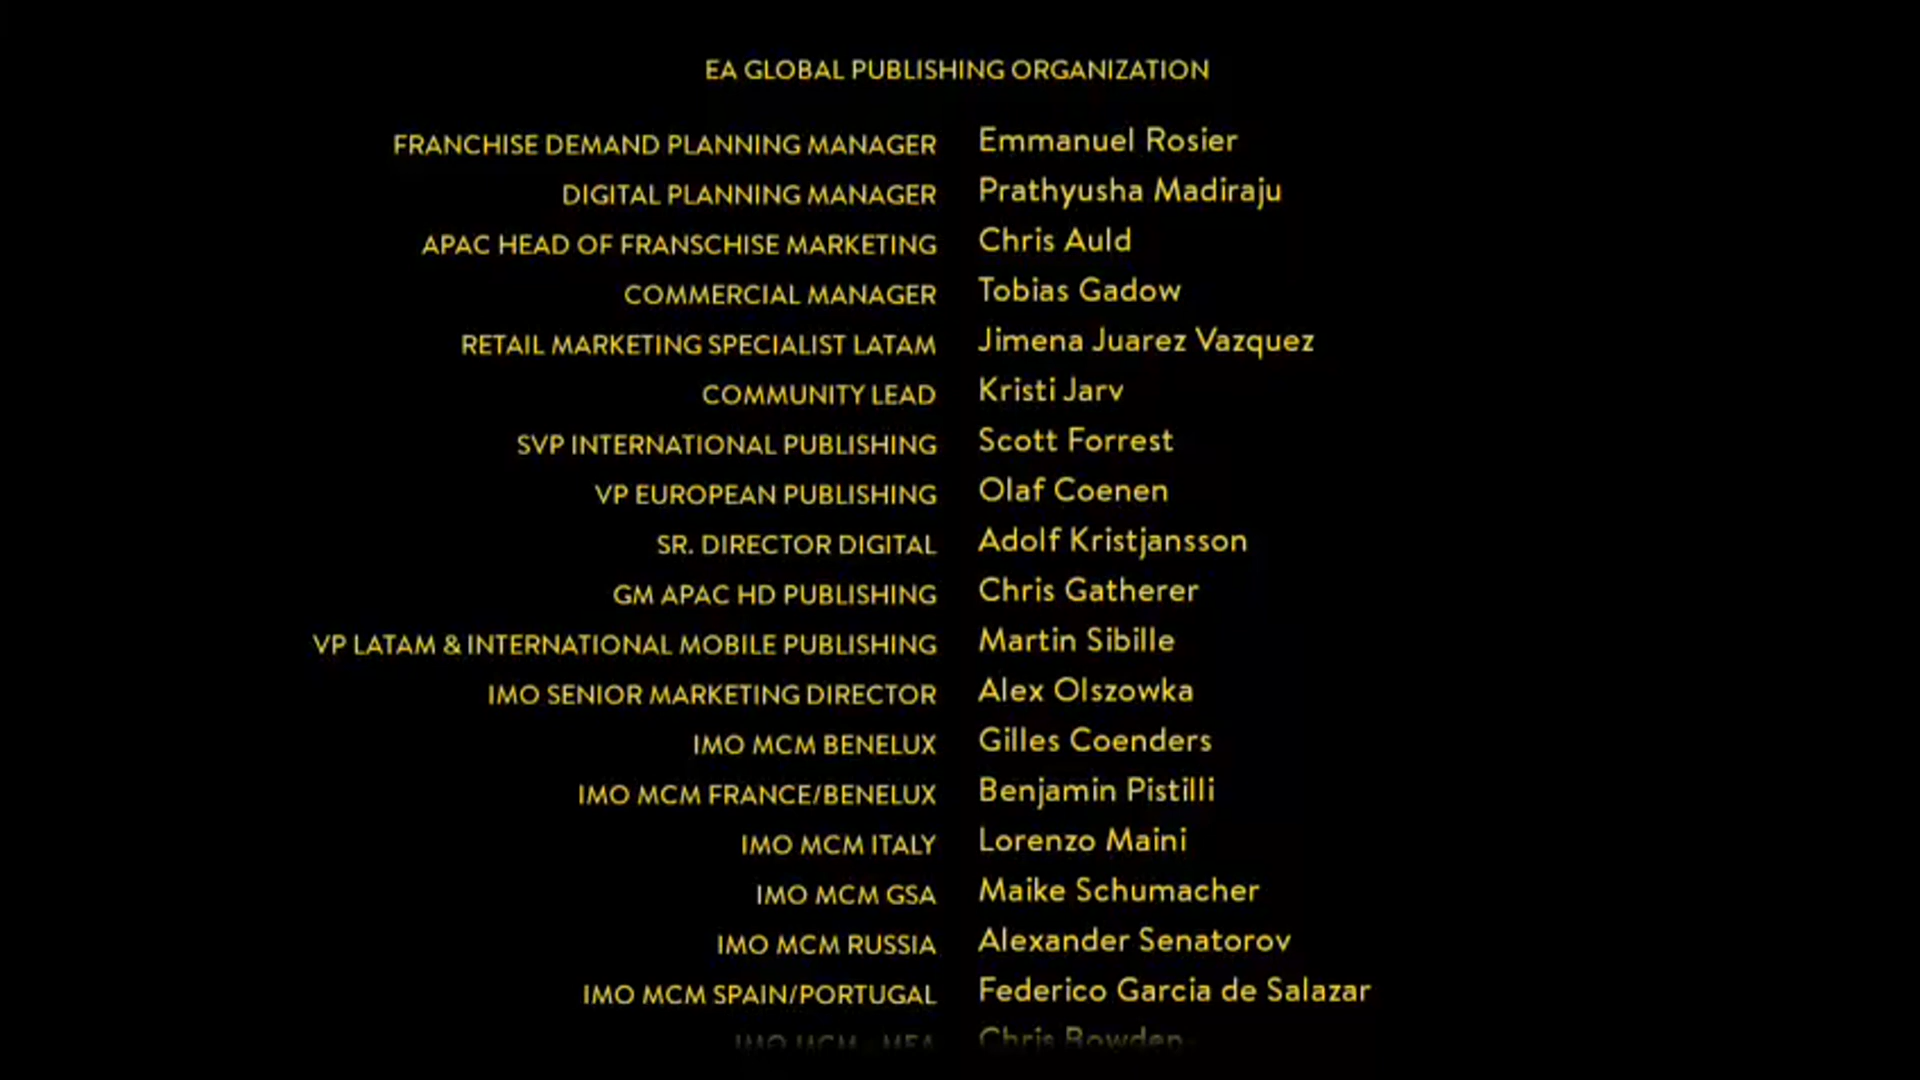 EA GLOBAL PUBLISHING ORGANIZATION
FRANCHISE DEMAND PLANNING MANAGER Emmanuel Rosier
DIGITAL PLANNING MANAGER Prathyusha Madiraju
APAC HEAD OF FRANSCHISE MARKETING Chris Auld
COMMERCIAL MANAGER Tobias Gadow
RETAIL MARKETING SPECIALIST LATAM Jimena Juarez Vazquez
COMMUNITY LEAD Kristi Jarv
SVP INTERNATIONAL PUBLISHING Scott Forrest
VP EUROPEAN PUBLISHING Olaf Coenen
SR. DIRECTOR DIGITAL Adolf Kristjansson
GM APAC HD PUBLISHING Chris Gatherer
VP LATAM & INTERNATIONAL MOBILE PUBLISHING Martin Sibille
IMO SENIOR MARKETING DIRECTOR Alex Olszowka
IMO MCM BENELUX Gilles Coenders
IMO MCM FRANCE/BENELUX Benjamin Pistilli
IMO MCM ITALY Lorenzo Maini
IMO MCM GSA Maike Schumacher
IMO MCM RUSSIA Alexander Senatorov
IMO MCM SPAIN/PORTUGAL Federico Garcia de Salazar
IMO MCM - MEA Chris Bowden